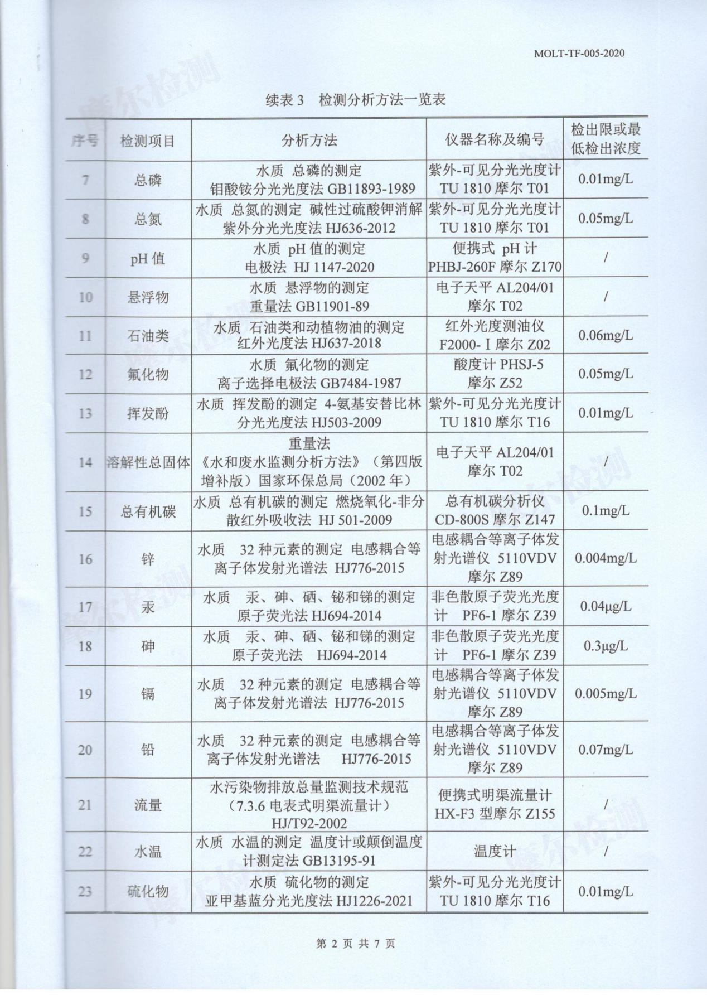 MOLT-TF-005-2020
续表 3 检测分析方法一览表
序号 检测项目 分析方法 仪器名称及编号 检出限或最
低检出浓度
7 总磷 水质 总磷的测定
钼酸铵分光光度法 GB11893-1989 紫外-可见分光光度计
TU 1810 摩尔 T01 0.01mg/L
8 总氮 水质 总氮的测定 碱性过硫酸钾消解
紫外分光光度法 HJ636-2012 紫外-可见分光光度计
TU 1810 摩尔 T01 0.05mg/L
9 pH 值 水质 pH 值的测定
电极法 HJ 1147-2020 便携式 pH 计
PHBJ-260F 摩尔 Z170 /
10 悬浮物 水质 悬浮物的测定
重量法 GB11901-89 电子天平 AL204/01
摩尔 T02 /
11 石油类 水质 石油类和动植物油的测定
红外光度法 HJ637-2018 红外光度测油仪
F2000-Ⅰ摩尔 Z02 0.06mg/L
12 氟化物 水质 氟化物的测定
离子选择电极法 GB7484-1987 酸度计 PHSJ-5
摩尔 Z52 0.05mg/L
13 挥发酚 水质 挥发酚的测定 4-氨基安替比林
分光光度法 HJ503-2009 紫外-可见分光光度计
TU 1810 摩尔 T16 0.01mg/L
14 溶解性总固体 重量法
《水和废水监测分析方法》（第四版
增补版）国家环保总局（2002 年） 电子天平 AL204/01
摩尔 T02 /
15 总有机碳 水质 总有机碳的测定 燃烧氧化-非分
散红外吸收法 HJ 501-2009 总有机碳分析仪
CD-800S 摩尔 Z147 0.1mg/L
16 锌 水质 32 种元素的测定 电感耦合等
离子体发射光谱法 HJ776-2015 电感耦合等离子体发
射光谱仪 5110VDV
摩尔 Z89 0.004mg/L
17 汞 水质 汞、砷、硒、铋和锑的测定
原子荧光法 HJ694-2014 非色散原子荧光光度
计 PF6-1 摩尔 Z39 0.04μg/L
18 砷 水质 汞、砷、硒、铋和锑的测定
原子荧光法 HJ694-2014 非色散原子荧光光度
计 PF6-1 摩尔 Z39 0.3μg/L
19 镉 水质 32 种元素的测定 电感耦合等
离子体发射光谱法 HJ776-2015 电感耦合等离子体发
射光谱仪 5110VDV
摩尔 Z89 0.005mg/L
20 铅 水质 32 种元素的测定 电感耦合等
离子体发射光谱法 HJ776-2015 电感耦合等离子体发
射光谱仪 5110VDV
摩尔 Z89 0.07mg/L
21 流量 水污染物排放总量监测技术规范
（7.3.6 电表式明渠流量计）
HJ/T92-2002 便携式明渠流量计
HX-F3 型摩尔 Z155 /
22 水温 水质 水温的测定 温度计或颠倒温度
计测定法 GB13195-91 温度计 /
23 硫化物 水质 硫化物的测定
亚甲基蓝分光光度法 HJ1226-2021 紫外-可见分光光度计
TU 1810 摩尔 T16 0.01mg/L
第 2 页 共 7 页
摩尔检测
摩尔检测
摩尔检测
摩尔检测
摩尔检测
摩尔检测
摩尔检测